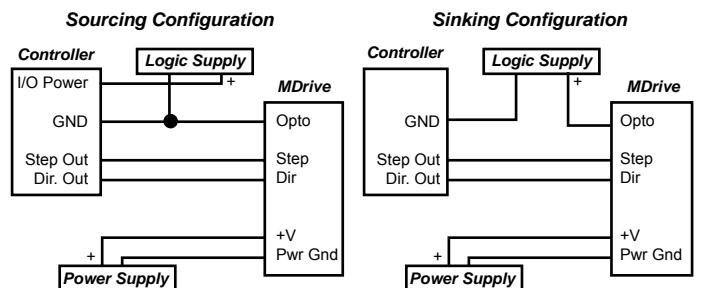 Sourcing Configuration
Controller
Logic Supply
+
I/O Power
MDrive
GND
Opto
Step Out
Step
Dir. Out
Dir
+V
+
Pwr Gnd
Power Supply
Sinking Configuration
Controller
Logic Supply
+
MDrive
GND
Opto
Step Out
Step
Dir. Out
Dir
+V
+
Pwr Gnd
Power Supply